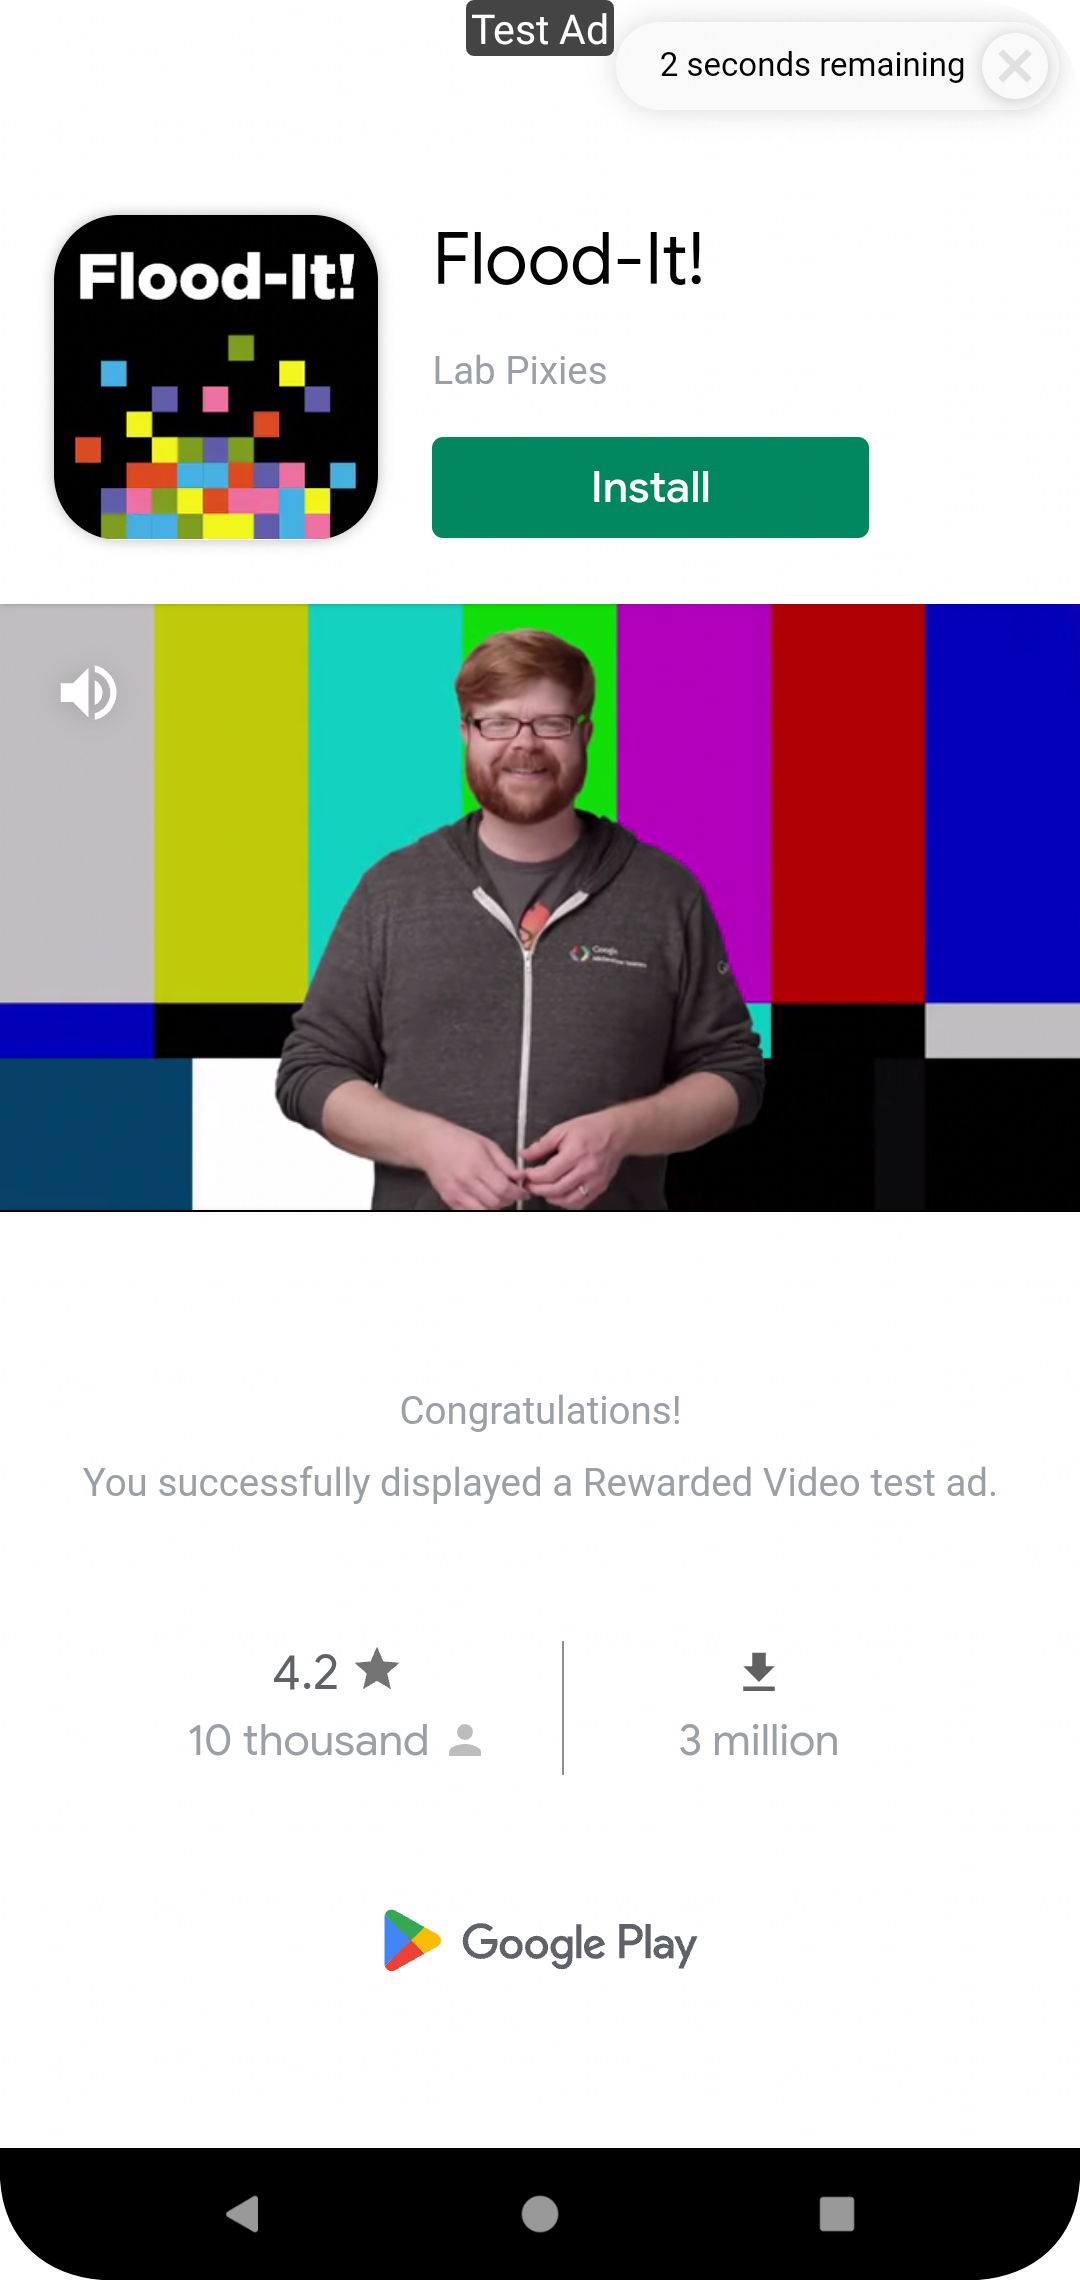 Test Ad
2 seconds remaining
Flood-It!
Flood-It!
Lab Pixies
Install
Google
Congratulations!
You successfully displayed a Rewarded Video test ad.
4.2
10 thousand
3 million
Google Play